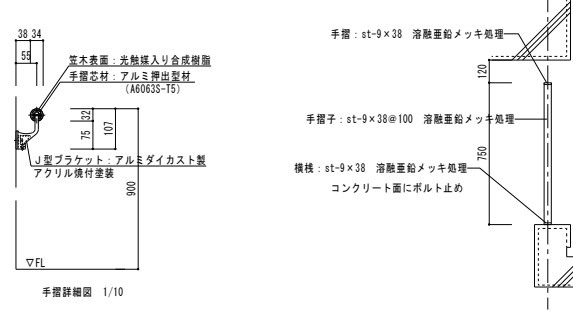 38 34
55
笠木表面：光触媒入り合成樹脂
手摺芯材：アルミ押出型材
(A6063S-T5)
32
75
107
J型ブラケット：アルミダイカスト製
アクリル焼付塗装
900
▽FL
手摺詳細図 1/10
手摺：st-9×38 溶融亜鉛メッキ処理
120
手摺子：st-9×38@100 溶融亜鉛メッキ処理
750
横桟：st-9×38 溶融亜鉛メッキ処理
コンクリート面にボルト止め